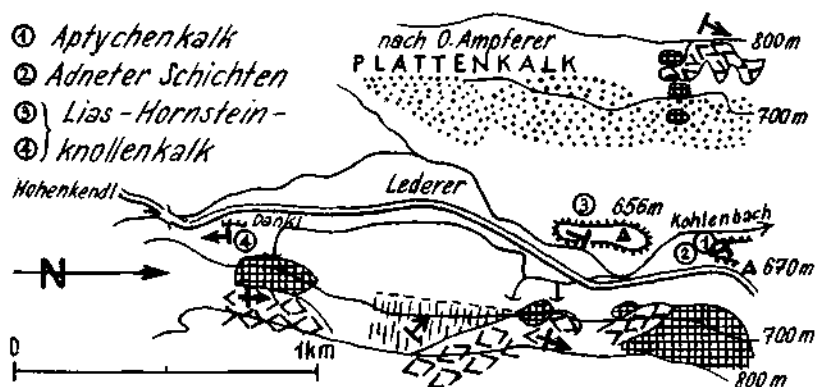 ① Aptychenkalk
② Adneter Schichten
③ Lias-Hornstein-
④ knollenkalk
nach O. Ampferer
PLATTENKALK
800m
700m
Hohenkendl
Lederer
Dankl
④
③ 656m
Kohlenbach
② ①
670m
N
0 1km
700m
800m